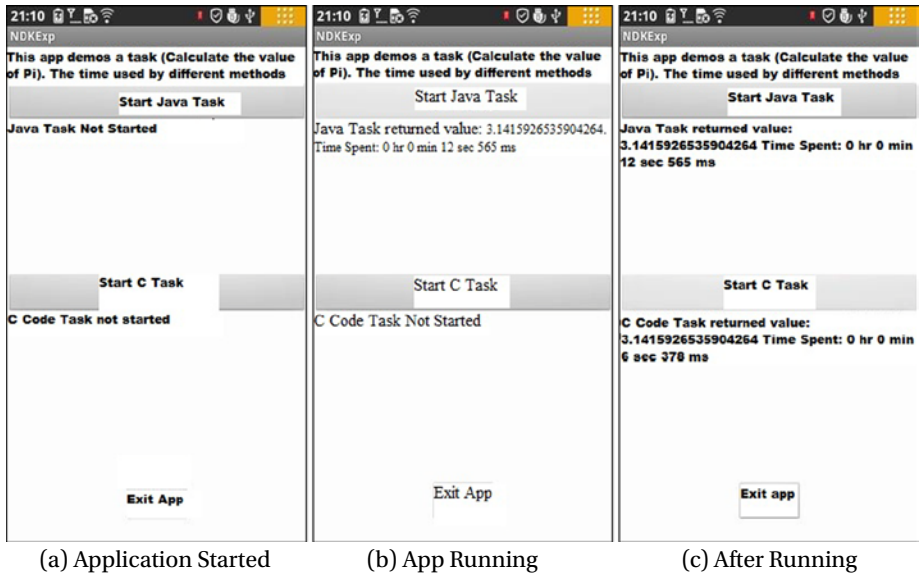 21:10
NDKExp
This app demos a task (Calculate the value
of Pi). The time used by different methods
Start Java Task
Java Task Not Started
Start C Task
C Code Task not started
Exit App
(a) Application Started
21:10
NDKExp
This app demos a task (Calculate the value
of Pi). The time used by different methods
Start Java Task
Java Task returned value: 3.1415926535904264.
Time Spent: 0 hr 0 min 12 sec 565 ms
Start C Task
C Code Task Not Started
Exit App
(b) App Running
21:10
NDKExp
This app demos a task (Calculate the value
of Pi). The time used by different methods
Start Java Task
Java Task returned value:
3.1415926535904264 Time Spent: 0 hr 0 min
12 sec 565 ms
Start C Task
C Code Task returned value:
3.1415926535904264 Time Spent: 0 hr 0 min
6 sec 378 ms
Exit app
(c) After Running